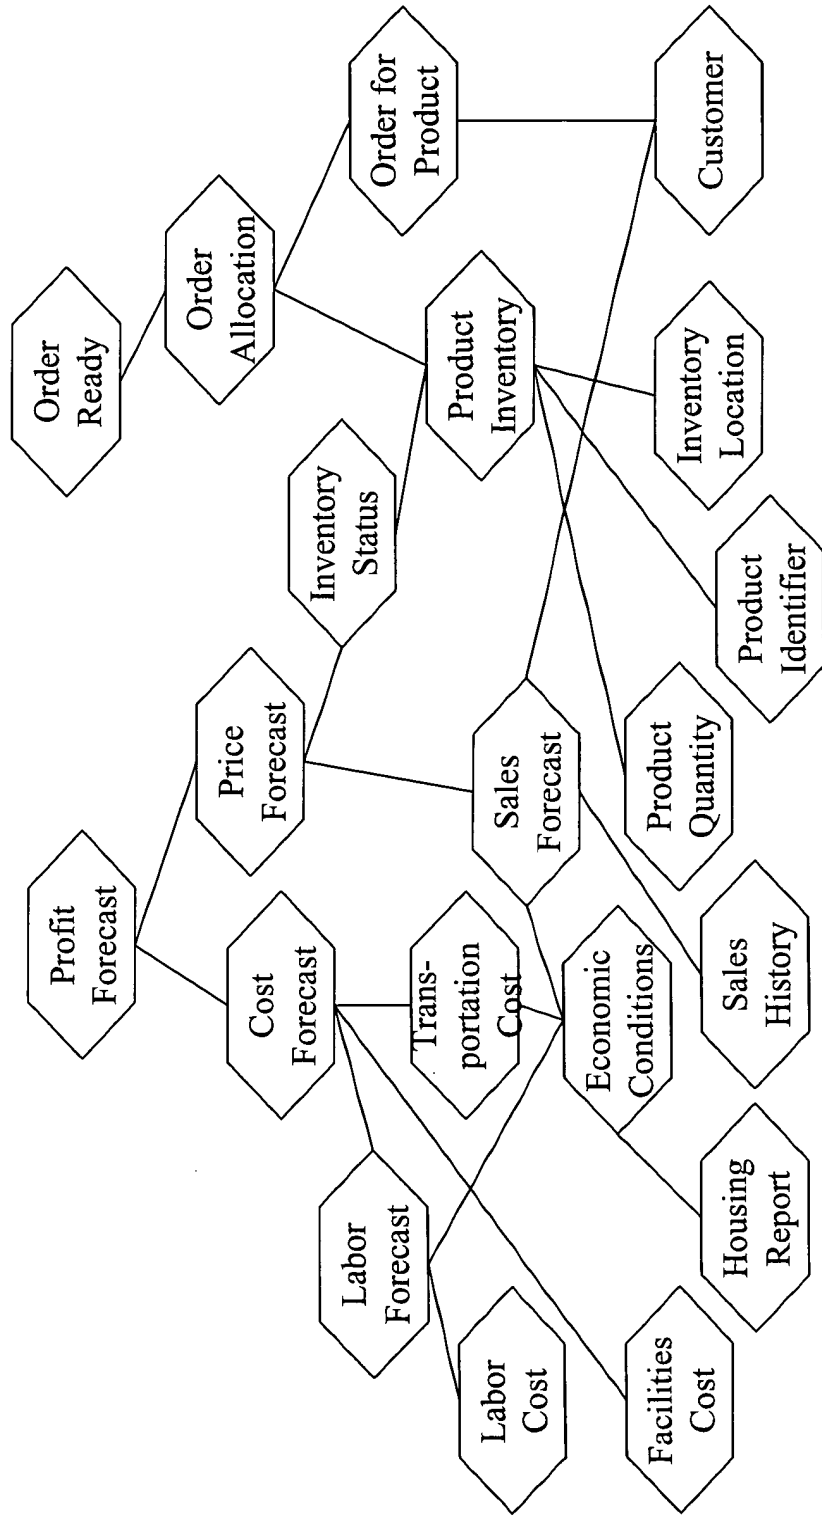 Order
Ready
Order
Allocation
Order for
Product
Customer
Profit
Forecast
Price
Forecast
Inventory
Status
Product
Inventory
Inventory
Location
Cost
Forecast
Trans-
portation
Cost
Sales
Forecast
Product
Quantity
Product
Identifier
Labor
Forecast
Economic
Conditions
Sales
History
Labor
Cost
Facilities
Cost
Housing
Report